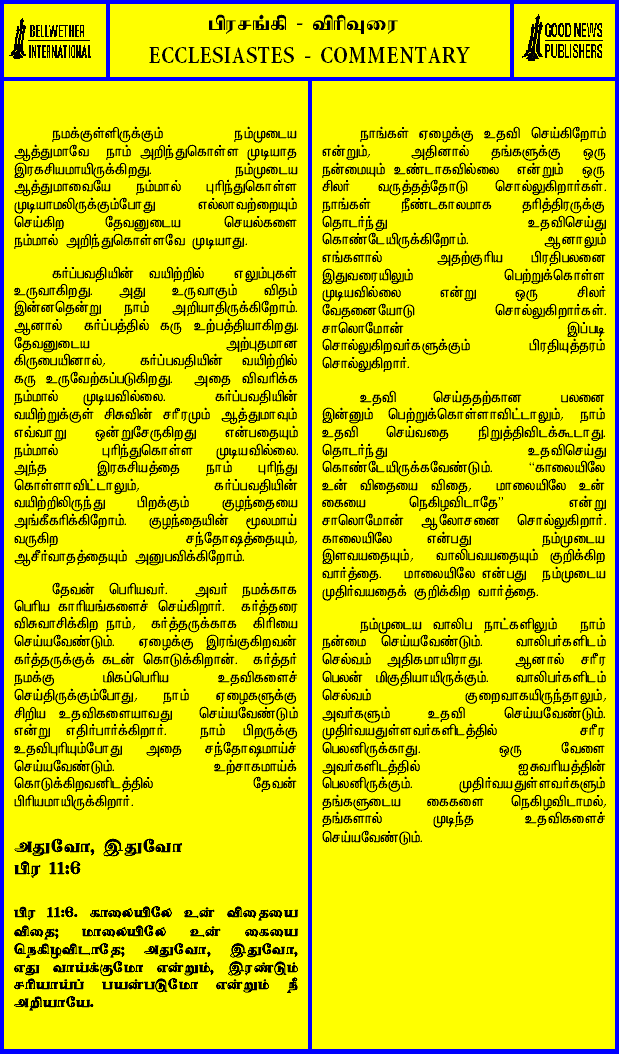 BELLWETHER
INTERNATIONAL
பிரசங்கி - விரிவுரை
ECCLESIASTES - COMMENTARY
GOOD NEWS
PUBLISHERS
நமக்குள்ளிருக்கும் நம்முடைய
ஆத்துமாவே நாம் அறிந்துகொள்ள முடியாத
இரகசியமாயிருக்கிறது. நம்முடைய
ஆத்துமாவையே நம்மால் புரிந்துகொள்ள
முடியாமலிருக்கும்போது எல்லாவற்றையும்
செய்கிற தேவனுடைய செயல்களை
நம்மால் அறிந்துகொள்ளவே முடியாது.
கர்ப்பவதியின் வயிற்றில் எலும்புகள்
உருவாகிறது. அது உருவாகும் விதம்
இன்னதென்று நாம் அறியாதிருக்கிறோம்.
ஆனால் கர்ப்பத்தில் கரு உற்பத்தியாகிறது.
தேவனுடைய அற்புதமான
கிருபையினால், கர்ப்பவதியின் வயிற்றில்
கரு உருவேற்கப்படுகிறது. அதை விவரிக்க
நம்மால் முடியவில்லை. கர்ப்பவதியின்
வயிற்றுக்குள் சிசுவின் சரீரமும் ஆத்துமாவும்
எவ்வாறு ஒன்றுசேருகிறது என்பதையும்
நம்மால் புரிந்துகொள்ள முடியவில்லை.
அந்த இரகசியத்தை நாம் புரிந்து
கொள்ளாவிட்டாலும், கர்ப்பவதியின்
வயிற்றிலிருந்து பிறக்கும் குழந்தையை
அங்கீகரிக்கிறோம். குழந்தையின் மூலமாய்
வருகிற சந்தோஷத்தையும்,
ஆசீர்வாதத்தையும் அனுபவிக்கிறோம்.
தேவன் பெரியவர். அவர் நமக்காக
பெரிய காரியங்களைச் செய்கிறார். கர்த்தரை
விசுவாசிக்கிற நாம், கர்த்தருக்காக கிரியை
செய்யவேண்டும். ஏழைக்கு இரங்குகிறவன்
கர்த்தருக்குக் கடன் கொடுக்கிறான். கர்த்தர்
நமக்கு மிகப்பெரிய உதவிகளைச்
செய்திருக்கும்போது, நாம் ஏழைகளுக்கு
சிறிய உதவிகளையாவது செய்யவேண்டும்
என்று எதிர்பார்க்கிறார். நாம் பிறருக்கு
உதவிபுரியும்போது அதை சந்தோஷமாய்ச்
செய்யவேண்டும். உற்சாகமாய்க்
கொடுக்கிறவனிடத்தில் தேவன்
பிரியமாயிருக்கிறார்.
அதுவோ, இதுவோ
பிர 11:6
பிர 11:6. காலையிலே உன் விதையை
விதை; மாலையிலே உன் கையை
நெகிழவிடாதே; அதுவோ, இதுவோ,
எது வாய்க்குமோ என்றும், இரண்டும்
சரியாய்ப் பயன்படுமோ என்றும் நீ
அறியாயே.
நாங்கள் ஏழைக்கு உதவி செய்கிறோம்
என்றும், அதினால் தங்களுக்கு ஒரு
நன்மையும் உண்டாகவில்லை என்றும் ஒரு
சிலர் வருத்தத்தோடு சொல்லுகிறார்கள்.
நாங்கள் நீண்டகாலமாக தரித்திரருக்கு
தொடர்ந்து உதவிசெய்து
கொண்டேயிருக்கிறோம். ஆனாலும்
எங்களால் அதற்குரிய பிரதிபலனை
இதுவரையிலும் பெற்றுக்கொள்ள
முடியவில்லை என்று ஒரு சிலர்
வேதனையோடு சொல்லுகிறார்கள்.
சாலொமோன் இப்படி
சொல்லுகிறவர்களுக்கும் பிரதியுத்தரம்
சொல்லுகிறார்.
உதவி செய்ததற்கான பலனை
இன்னும் பெற்றுக்கொள்ளாவிட்டாலும், நாம்
உதவி செய்வதை நிறுத்திவிடக்கூடாது.
தொடர்ந்து உதவிசெய்து
கொண்டேயிருக்கவேண்டும். “காலையிலே
உன் விதையை விதை, மாலையிலே உன்
கையை நெகிழவிடாதே” என்று
சாலொமோன் ஆலோசனை சொல்லுகிறார்.
காலையிலே என்பது நம்முடைய
இளவயதையும், வாலிபவயதையும் குறிக்கிற
வார்த்தை. மாலையிலே என்பது நம்முடைய
முதிர்வயதைக் குறிக்கிற வார்த்தை.
நம்முடைய வாலிப நாட்களிலும் நாம்
நன்மை செய்யவேண்டும். வாலிபர்களிடம்
செல்வம் அதிகமாயிராது. ஆனால் சரீர
பெலன் மிகுதியாயிருக்கும். வாலிபர்களிடம்
செல்வம் குறைவாகயிருந்தாலும்,
அவர்களும் உதவி செய்யவேண்டும்.
முதிர்வயதுள்ளவர்களிடத்தில் சரீர
பெலனிருக்காது. ஒரு வேளை
அவர்களிடத்தில் ஐசுவரியத்தின்
பெலனிருக்கும். முதிர்வயதுள்ளவர்களும்
தங்களுடைய கைகளை நெகிழவிடாமல்,
தங்களால் முடிந்த உதவிகளைச்
செய்யவேண்டும்.